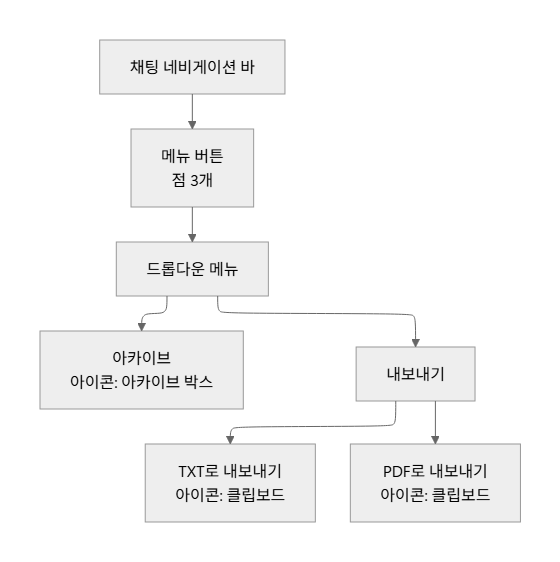 채팅 네비게이션 바
메뉴 버튼
점 3개
드롭다운 메뉴
아카이브
아이콘: 아카이브 박스
내보내기
TXT로 내보내기
아이콘: 클립보드
PDF로 내보내기
아이콘: 클립보드